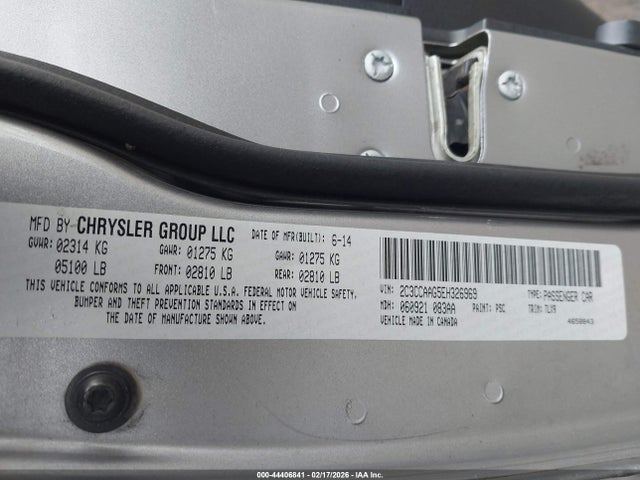 MFD BY CHRYSLER GROUP LLC DATE OF MFR(BUILT): 6-14
GVWR: 02314 KG GAWR: 01275 KG GAWR: 01275 KG
05100 LB FRONT: 02810 LB REAR: 02810 LB
THIS VEHICLE CONFORMS TO ALL APPLICABLE U.S.A. FEDERAL MOTOR VEHICLE SAFETY,
BUMPER AND THEFT PREVENTION STANDARDS IN EFFECT ON
THE DATE OF MANUFACTURE SHOWN ABOVE.
VIN: 2C3CCAAG5EH326969 TYPE: PASSENGER CAR
MDH: 060921 093AA PAINT: PSC TRIM: TLX9
VEHICLE MADE IN CANADA 4650843
000-44406841 - 02/17/2026 - IAA Inc.